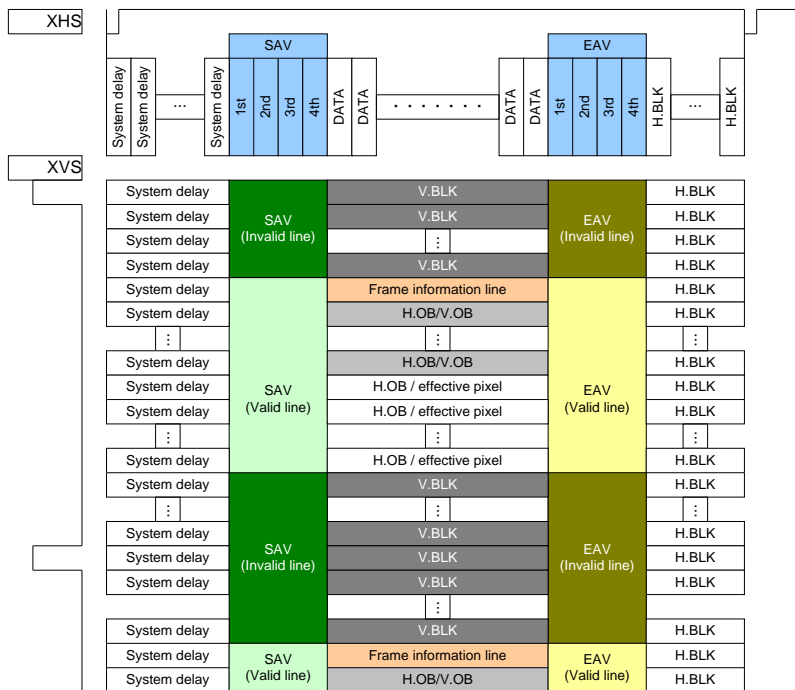 XHS
SAV
EAV
System delay
System delay
...
System delay
1st
2nd
3rd
4th
DATA
DATA
. . . . . . .
DATA
DATA
1st
2nd
3rd
4th
H.BLK
...
H.BLK
XVS
System delay
SAV
(Invalid line)
V.BLK
EAV
(Invalid line)
H.BLK
System delay
V.BLK
H.BLK
System delay
...
H.BLK
System delay
V.BLK
H.BLK
System delay
Frame information line
H.BLK
System delay
H.OB/V.OB
H.BLK
...
...
...
System delay
H.OB/V.OB
H.BLK
System delay
SAV
(Valid line)
H.OB / effective pixel
EAV
(Valid line)
H.BLK
System delay
H.OB / effective pixel
H.BLK
...
...
...
System delay
H.OB / effective pixel
H.BLK
System delay
V.BLK
H.BLK
...
...
...
System delay
V.BLK
H.BLK
System delay
SAV
(Invalid line)
V.BLK
EAV
(Invalid line)
H.BLK
System delay
V.BLK
H.BLK
...
System delay
V.BLK
H.BLK
System delay
SAV
(Valid line)
Frame information line
EAV
(Valid line)
H.BLK
System delay
H.OB/V.OB
H.BLK